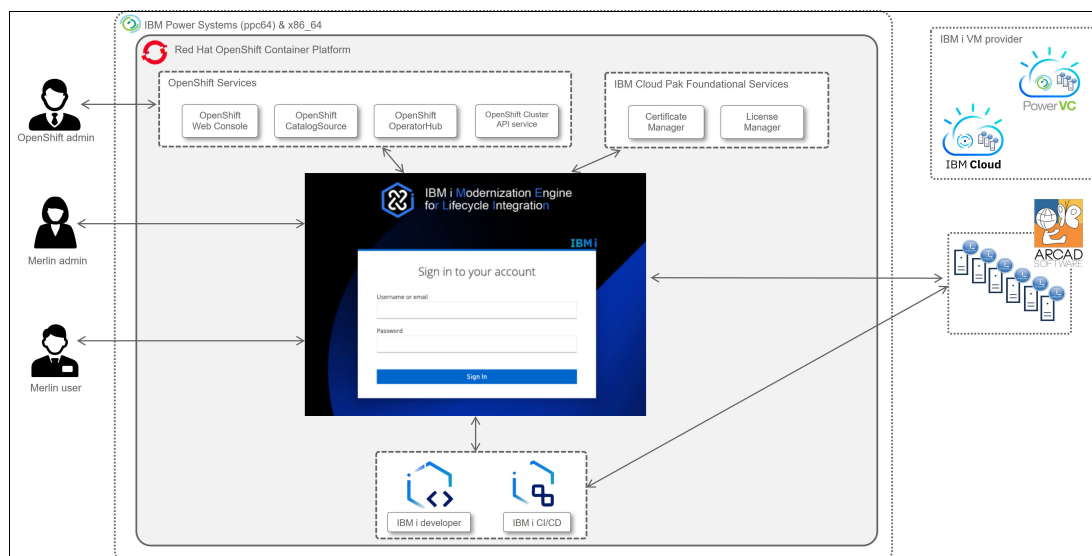 IBM Power Systems (ppc64) & x86_64
Red Hat OpenShift Container Platform
OpenShift Services
OpenShift
Web Console
OpenShift
CatalogSource
OpenShift
OperatorHub
OpenShift Cluster
API service
IBM Cloud Pak Foundational Services
Certificate
Manager
License
Manager
IBM i VM provider
PowerVC
IBM Cloud
OpenShift admin
Merlin admin
Merlin user
IBM i Modernization Engine
for Lifecycle Integration
IBM i
Sign in to your account
Username or email
Password
Sign In
ARCAD
SOFTWARE
i
IBM i developer
i
IBM i CI/CD